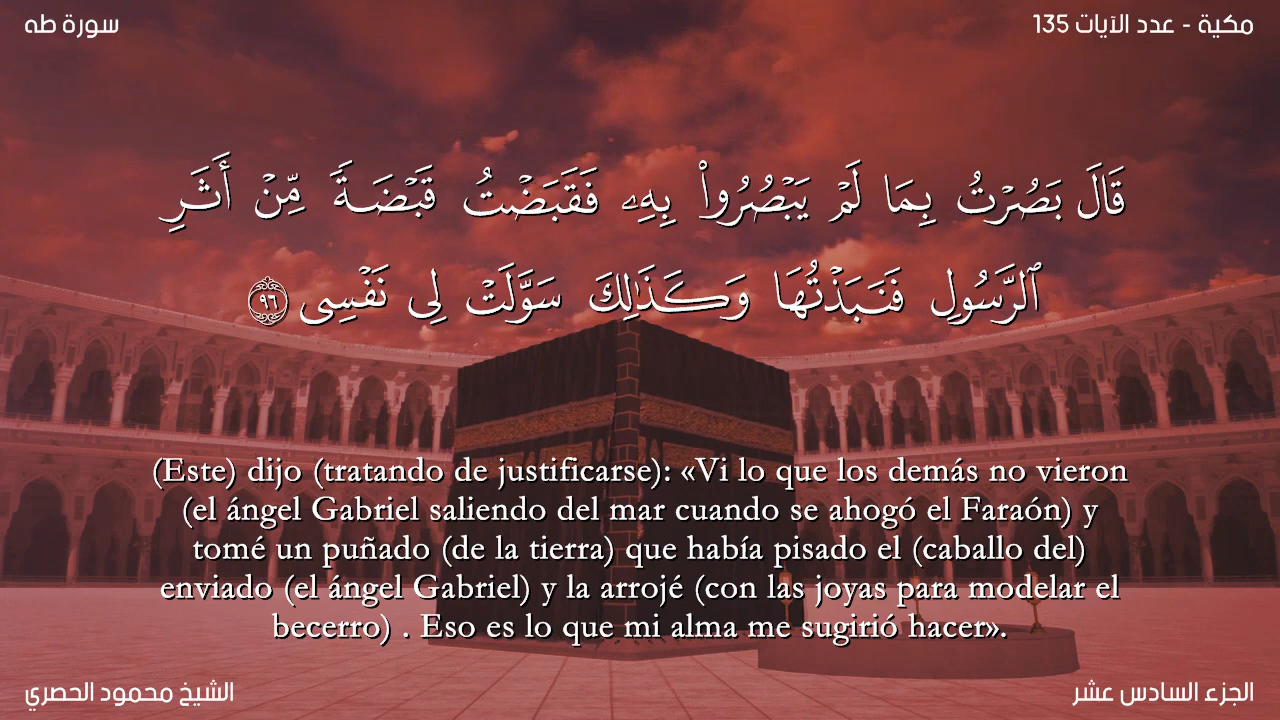 سورة طه
مكية - عدد الآيات 135
قَالَ بَصُرْتُ بِمَا لَمْ يَبْصُرُوا۟ بِهِۦ فَقَبَضْتُ قَبْضَةً مِّنْ أَثَرِ
ٱلرَّسُولِ فَنَبَذْتُهَا وَكَذَٰلِكَ سَوَّلَتْ لِى نَفْسِى ٩٦
(Este) dijo (tratando de justificarse): «Vi lo que los demás no vieron
(el ángel Gabriel saliendo del mar cuando se ahogó el Faraón) y
tomé un puñado (de la tierra) que había pisado el (caballo del)
enviado (el ángel Gabriel) y la arrojé (con las joyas para modelar el
becerro) . Eso es lo que mi alma me sugirió hacer».
الشيخ محمود الحصري
الجزء السادس عشر